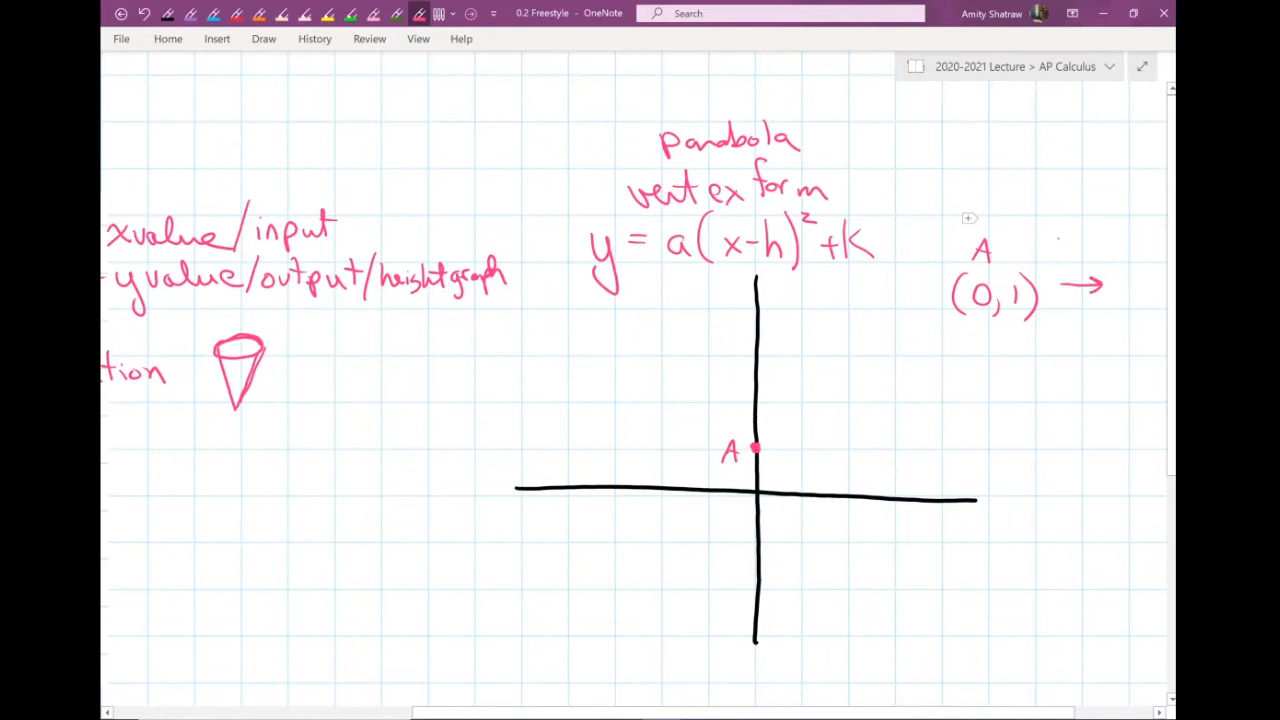 0.2 Freestyle - OneNote
Search
Amity Shatraw
File Home Insert Draw History Review View Help
2020-2021 Lecture > AP Calculus
parabola
vertex form
y = a(x-h)²+k
xvalue/input
-yvalue/output/heightgraph
tion
A
(0,1) →
A